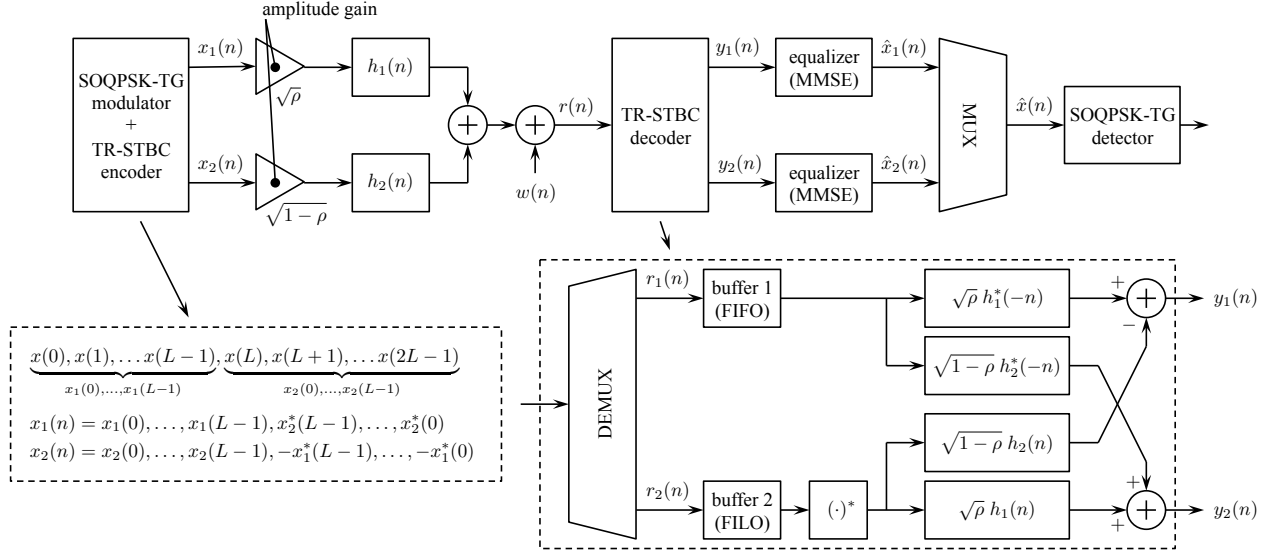 amplitude gain
SOQPSK-TG
modulator
+
TR-STBC
encoder
x₁(n)
√ρ
h₁(n)
x₂(n)
√(1 − ρ)
h₂(n)
+
+
w(n)
r(n)
TR-STBC
decoder
y₁(n)
equalizer
(MMSE)
x̂₁(n)
y₂(n)
equalizer
(MMSE)
x̂₂(n)
MUX
x̂(n)
SOQPSK-TG
detector
x(0), x(1), … x(L − 1), x(L), x(L + 1), … x(2L − 1)
x₁(0),…,x₁(L−1) x₂(0),…,x₂(L−1)
x₁(n) = x₁(0), …, x₁(L − 1), x₂*(L − 1), …, x₂*(0)
x₂(n) = x₂(0), …, x₂(L − 1), −x₁*(L − 1), …, −x₁*(0)
DEMUX
r₁(n)
buffer 1
(FIFO)
√ρ h₁*(−n)
+
−
+
y₁(n)
√(1 − ρ) h₂*(−n)
√(1 − ρ) h₂(n)
r₂(n)
buffer 2
(FILO)
(·)*
√ρ h₁(n)
+
+
+
y₂(n)